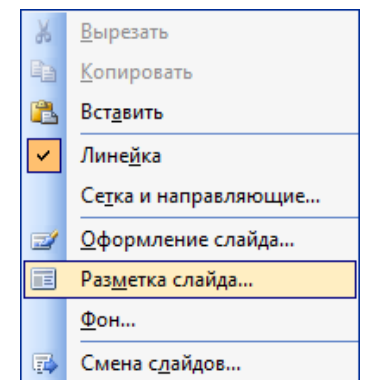 Вырезать
Копировать
Вставить
Линейка
Сетка и направляющие...
Оформление слайда...
Разметка слайда...
Фон...
Смена слайдов...